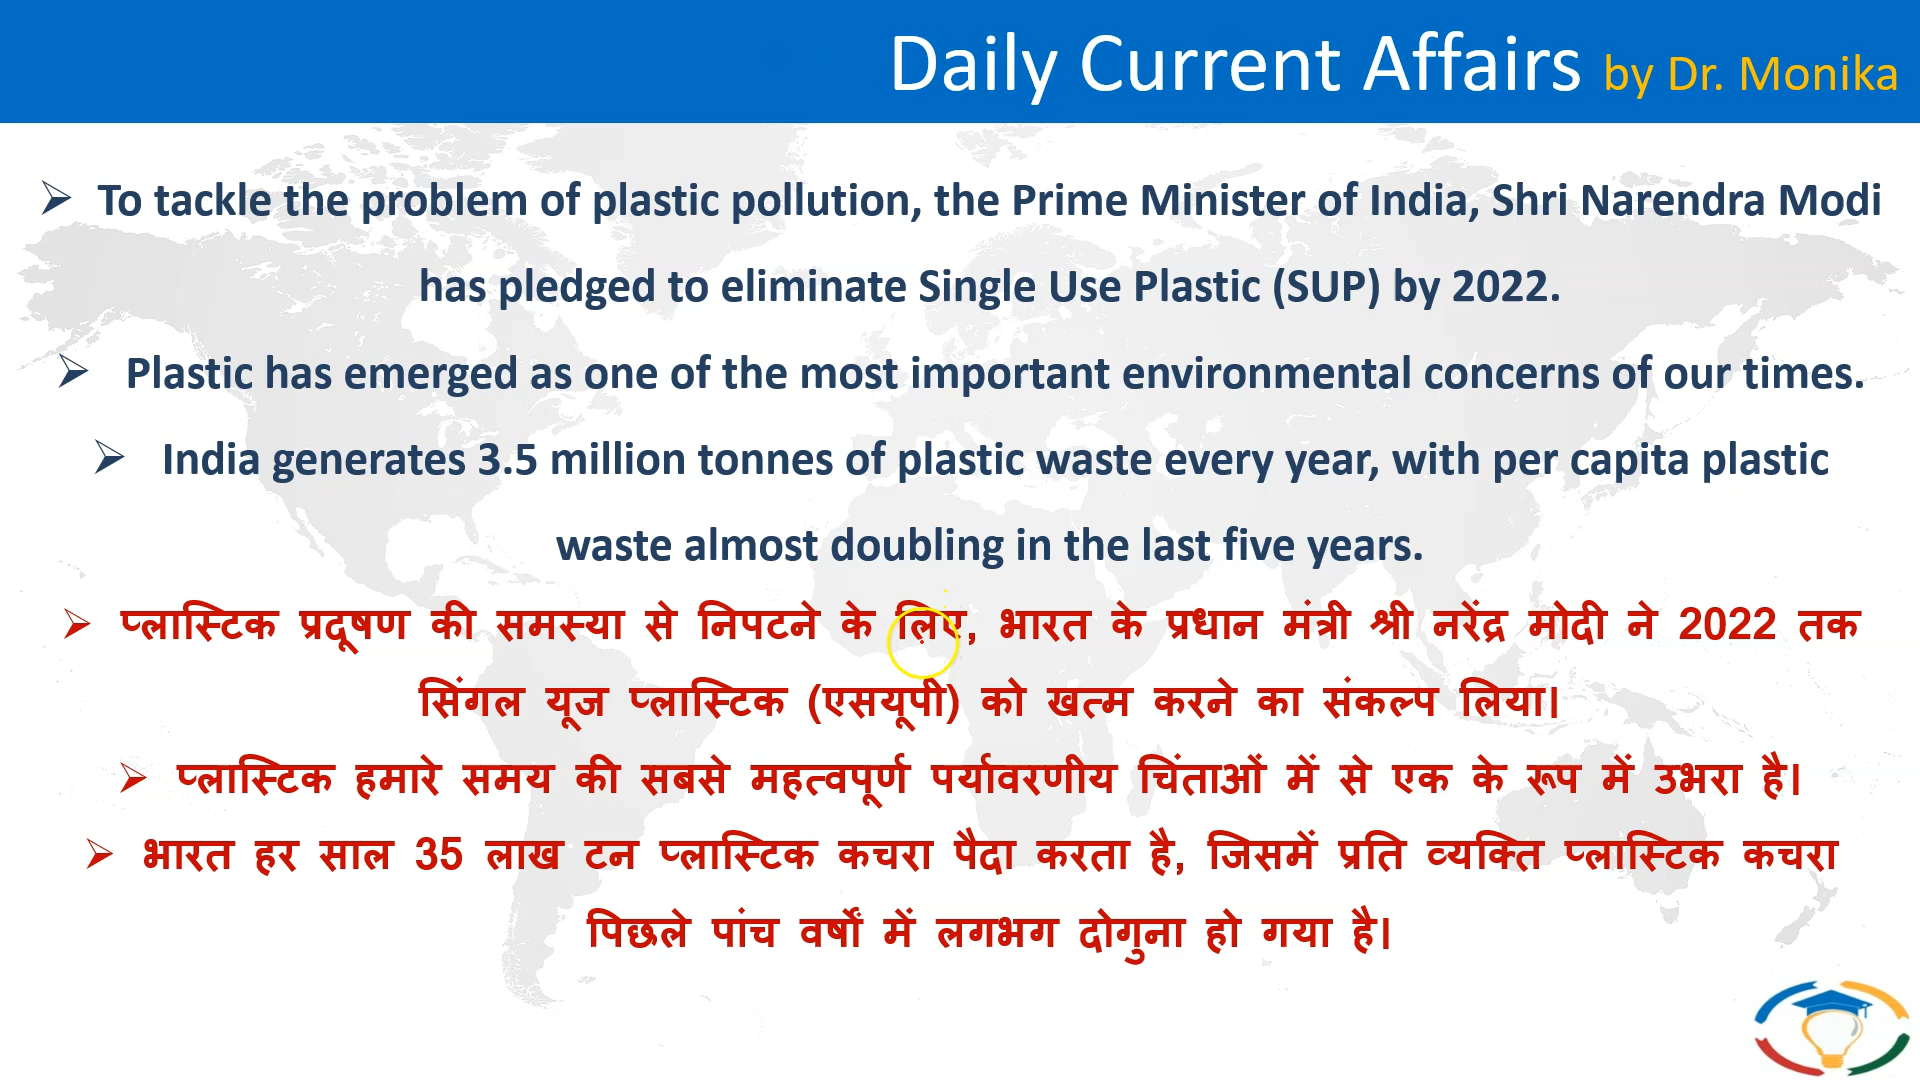 Daily Current Affairs by Dr. Monika
➢ To tackle the problem of plastic pollution, the Prime Minister of India, Shri Narendra Modi
has pledged to eliminate Single Use Plastic (SUP) by 2022.
➢ Plastic has emerged as one of the most important environmental concerns of our times.
➢ India generates 3.5 million tonnes of plastic waste every year, with per capita plastic
waste almost doubling in the last five years.
➢ प्लास्टिक प्रदूषण की समस्या से निपटने के लिए, भारत के प्रधान मंत्री श्री नरेंद्र मोदी ने 2022 तक
सिंगल यूज प्लास्टिक (एसयूपी) को खत्म करने का संकल्प लिया।
➢ प्लास्टिक हमारे समय की सबसे महत्वपूर्ण पर्यावरणीय चिंताओं में से एक के रूप में उभरा है।
➢ भारत हर साल 35 लाख टन प्लास्टिक कचरा पैदा करता है, जिसमें प्रति व्यक्ति प्लास्टिक कचरा
पिछले पांच वर्षों में लगभग दोगुना हो गया है।